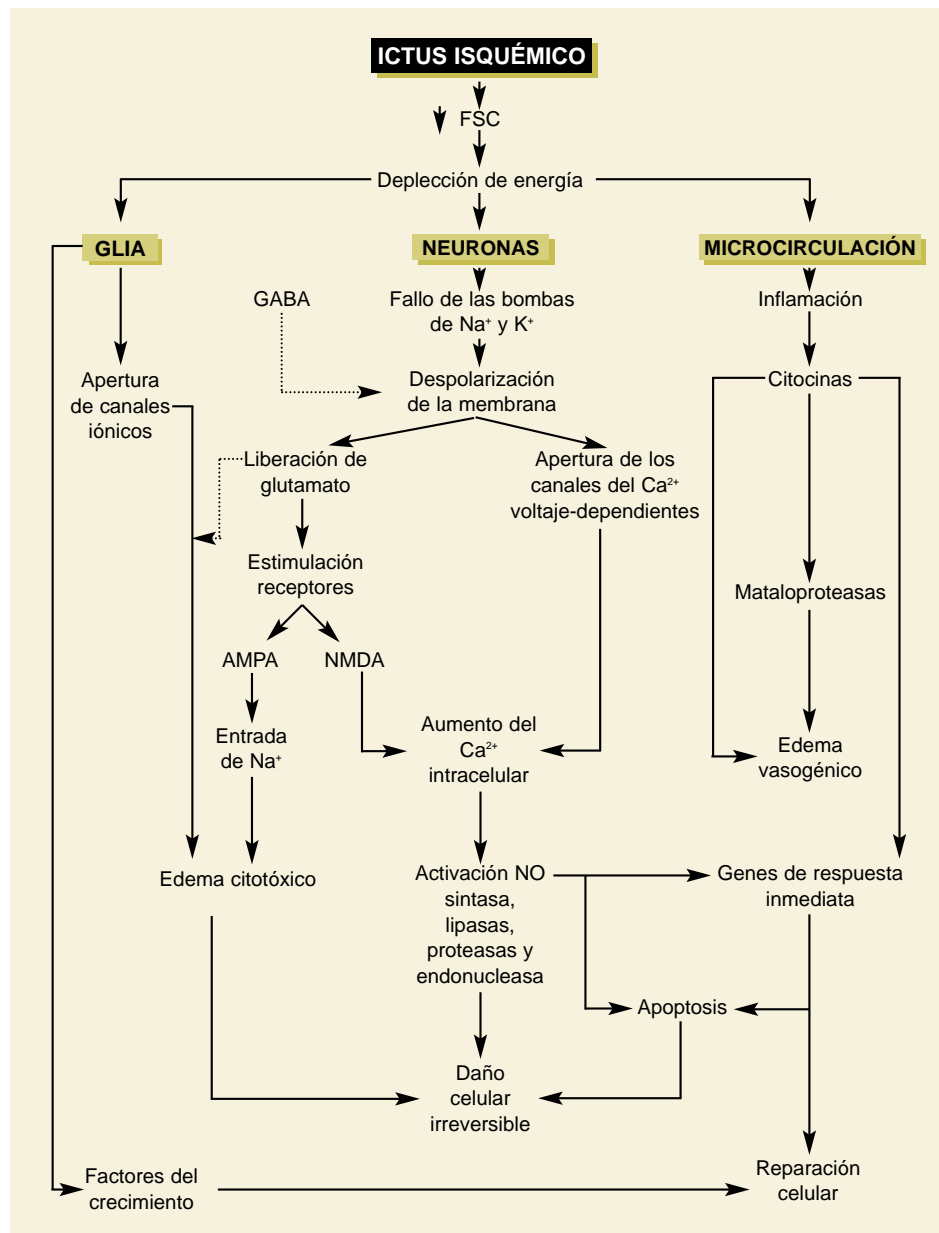 ICTUS ISQUÉMICO
FSC
Deplección de energía
GLIA
NEURONAS
MICROCIRCULACIÓN
GABA
Fallo de las bombas
de Na⁺ y K⁺
Inflamación
Apertura
de canales
iónicos
Despolarización
de la membrana
Citocinas
Liberación de
glutamato
Apertura de los
canales del Ca²⁺
voltaje-dependientes
Estimulación
receptores
Mataloproteasas
AMPA
NMDA
Entrada
de Na⁺
Aumento del
Ca²⁺
intracelular
Edema
vasogénico
Edema citotóxico
Activación NO
sintasa,
lipasas,
proteasas y
endonucleasa
Genes de respuesta
inmediata
Apoptosis
Daño
celular
irreversible
Factores del
crecimiento
Reparación
celular